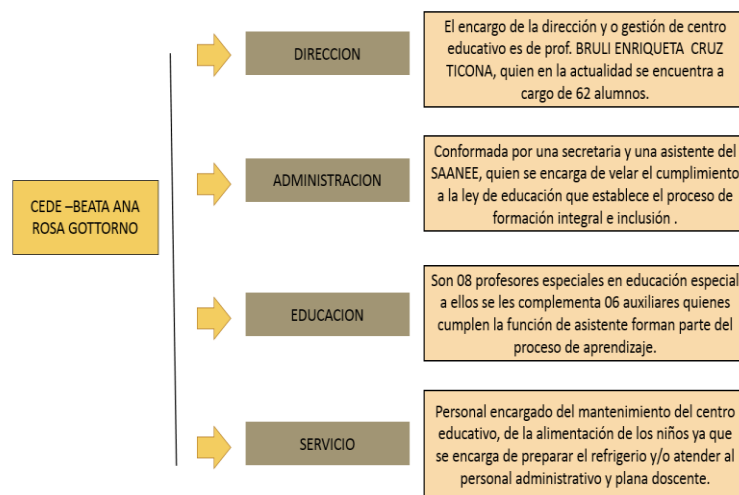 CEDE –BEATA ANA
ROSA GOTTORNO
DIRECCION
El encargo de la dirección y o gestión de centro
educativo es de prof. BRULI ENRIQUETA CRUZ
TICONA, quien en la actualidad se encuentra a
cargo de 62 alumnos.
ADMINISTRACION
Conformada por una secretaria y una asistente del
SAANEE, quien se encarga de velar el cumplimiento
a la ley de educación que establece el proceso de
formación integral e inclusión .
EDUCACION
Son 08 profesores especiales en educación especial
a ellos se les complementa 06 auxiliares quienes
cumplen la función de asistente forman parte del
proceso de aprendizaje.
SERVICIO
Personal encargado del mantenimiento del centro
educativo, de la alimentación de los niños ya que
se encarga de preparar el refrigerio y/o atender al
personal administrativo y plana doscente.